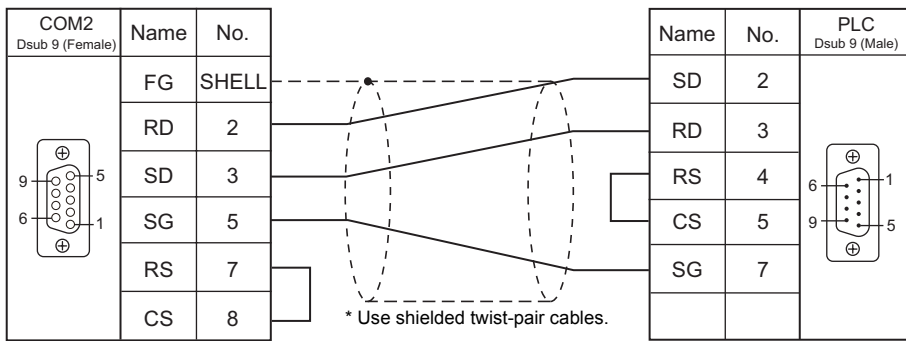 COM2
Dsub 9 (Female)
Name No.
FG SHELL
RD 2
SD 3
SG 5
RS 7
CS 8
9 5
6 1
* Use shielded twist-pair cables.
Name No.
PLC
Dsub 9 (Male)
SD 2
RD 3
RS 4
CS 5
SG 7
6 1
9 5